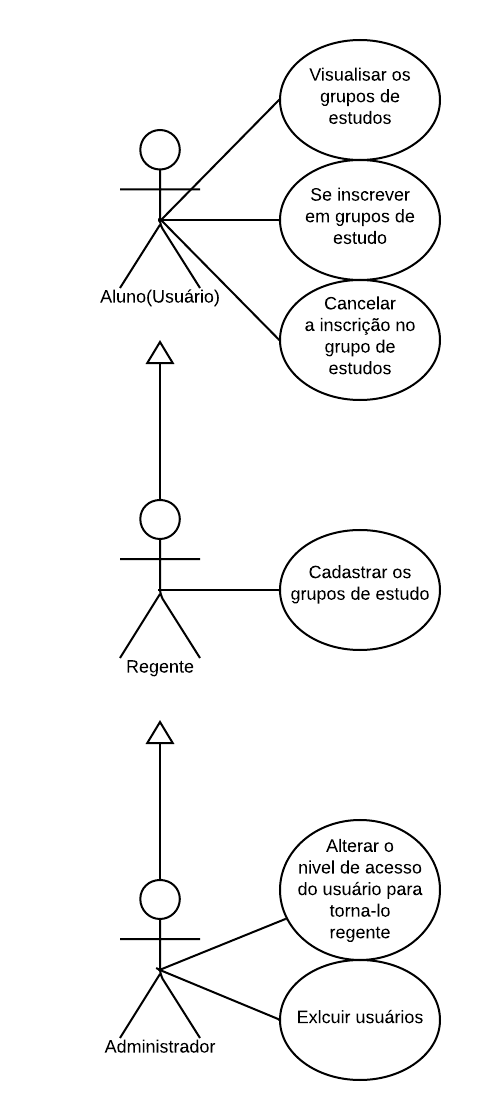 Visualisar os
grupos de
estudos
Se inscrever
em grupos de
estudo
Aluno(Usuário)
Cancelar
a inscrição no
grupo de
estudos
Cadastrar os
grupos de estudo
Regente
Alterar o
nivel de acesso
do usuário para
torna-lo
regente
Exlcuir usuários
Administrador